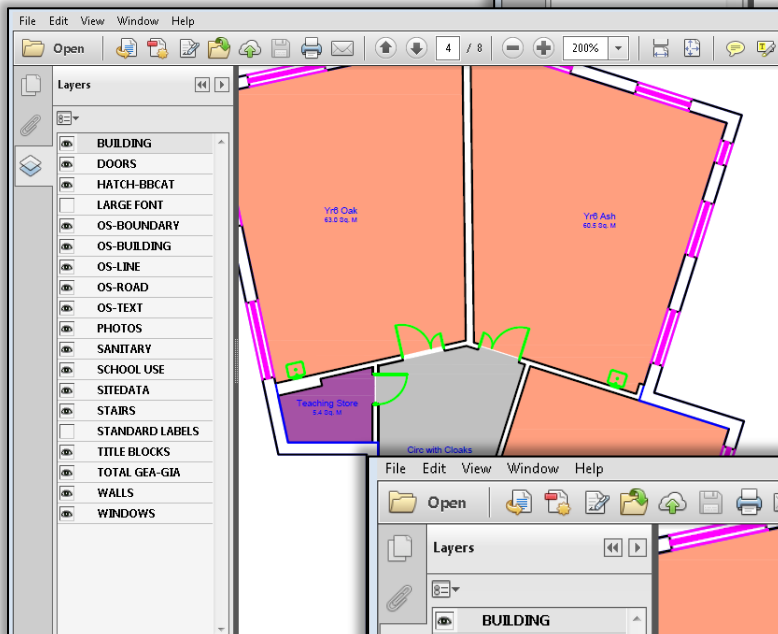 File Edit View Window Help
Open 4 / 8 200%
Layers
BUILDING
DOORS
HATCH-BBCAT
LARGE FONT
OS-BOUNDARY
OS-BUILDING
OS-LINE
OS-ROAD
OS-TEXT
PHOTOS
SANITARY
SCHOOL USE
SITEDATA
STAIRS
STANDARD LABELS
TITLE BLOCKS
TOTAL GEA-GIA
WALLS
WINDOWS
Yr6 Oak
63.0 Sq. M
Yr6 Ash
60.5 Sq. M
Teaching Store
5.4 Sq. M
Circ with Cloaks
File Edit View Window Help
Open
Layers
BUILDING